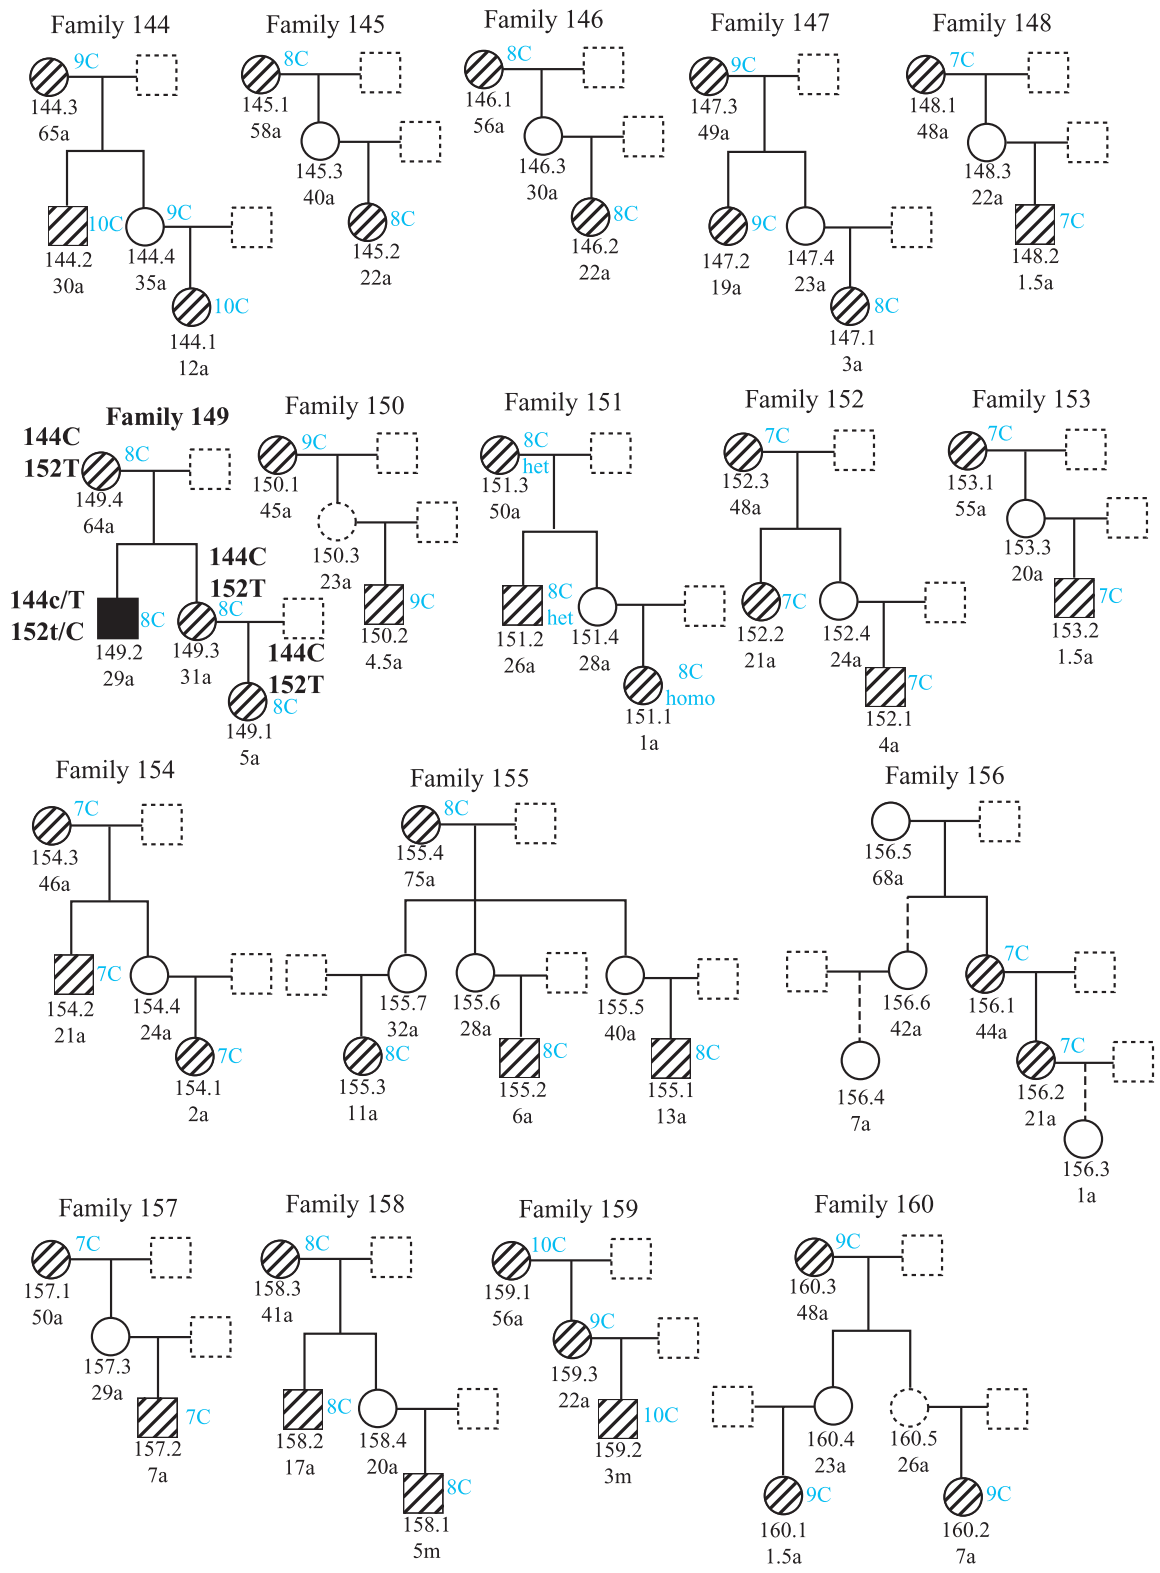 Family 144
9C
144.3
65a
10C
144.2
30a
9C
144.4
35a
10C
144.1
12a
Family 145
8C
145.1
58a
145.3
40a
8C
145.2
22a
Family 146
8C
146.1
56a
146.3
30a
8C
146.2
22a
Family 147
9C
147.3
49a
9C
147.2
19a
147.4
23a
8C
147.1
3a
Family 148
7C
148.1
48a
148.3
22a
7C
148.2
1.5a
Family 149
144C
152T
8C
149.4
64a
144c/T
152t/C
8C
149.2
29a
144C
152T
8C
149.3
31a
144C
152T
8C
149.1
5a
Family 150
9C
150.1
45a
150.3
23a
9C
150.2
4.5a
Family 151
8C
het
151.3
50a
8C
het
151.2
26a
151.4
28a
8C
homo
151.1
1a
Family 152
7C
152.3
48a
7C
152.2
21a
152.4
24a
7C
152.1
4a
Family 153
7C
153.1
55a
153.3
20a
7C
153.2
1.5a
Family 154
7C
154.3
46a
7C
154.2
21a
154.4
24a
7C
154.1
2a
Family 155
8C
155.4
75a
155.7
32a
155.6
28a
155.5
40a
8C
155.3
11a
8C
155.2
6a
8C
155.1
13a
Family 156
156.5
68a
156.6
42a
7C
156.1
44a
156.4
7a
7C
156.2
21a
156.3
1a
Family 157
7C
157.1
50a
157.3
29a
7C
157.2
7a
Family 158
8C
158.3
41a
8C
158.2
17a
158.4
20a
8C
158.1
5m
Family 159
10C
159.1
56a
9C
159.3
22a
10C
159.2
3m
Family 160
9C
160.3
48a
160.4
23a
160.5
26a
9C
160.1
1.5a
9C
160.2
7a